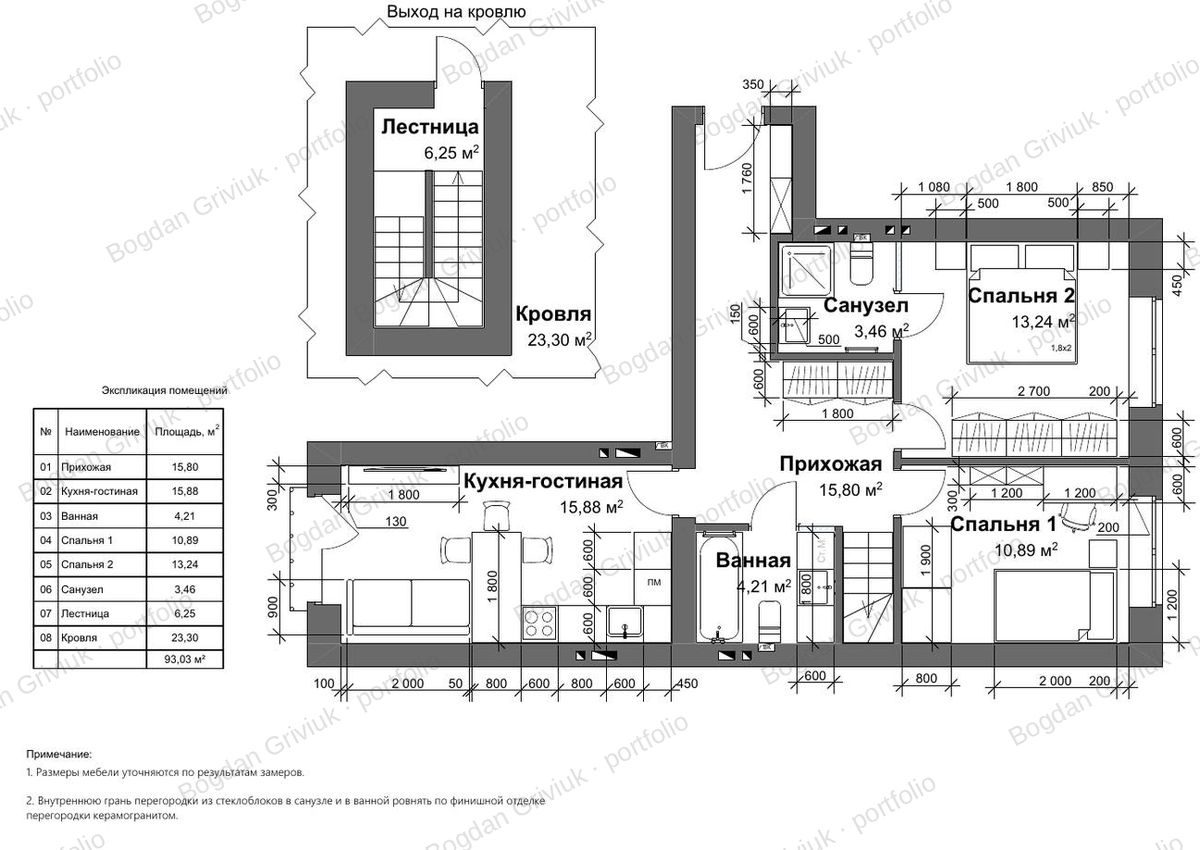 Выход на кровлю
Лестница
6,25 м²
Кровля
23,30 м²
350
1 760
1 080
1 800
850
500
500
450
ВК
Санузел
3,46 м²
150
600
500
600
1 800
Спальня 2
13,24 м²
1,8х2
2 700
200
600
600
Экспликация помещений
№ Наименование Площадь, м²
01 Прихожая 15,80
02 Кухня-гостиная 15,88
03 Ванная 4,21
04 Спальня 1 10,89
05 Спальня 2 13,24
06 Санузел 3,46
07 Лестница 6,25
08 Кровля 23,30
93,03 м²
ВК
Кухня-гостиная
15,88 м²
300
1 800
130
900
1 800
600
600
600
ПМ
Прихожая
15,80 м²
Ванная
4,21 м²
Ст. М
1 800
ВК
300
1 200
1 200
Спальня 1
10,89 м²
200
1 900
1 200
100
2 000
50
800
600
800
600
450
600
800
2 000
200
Примечание:
1. Размеры мебели уточняются по результатам замеров.
2. Внутреннюю грань перегородки из стеклоблоков в санузле и в ванной ровнять по финишной отделке
перегородки керамогранитом.
Bogdan Griviuk · portfolio